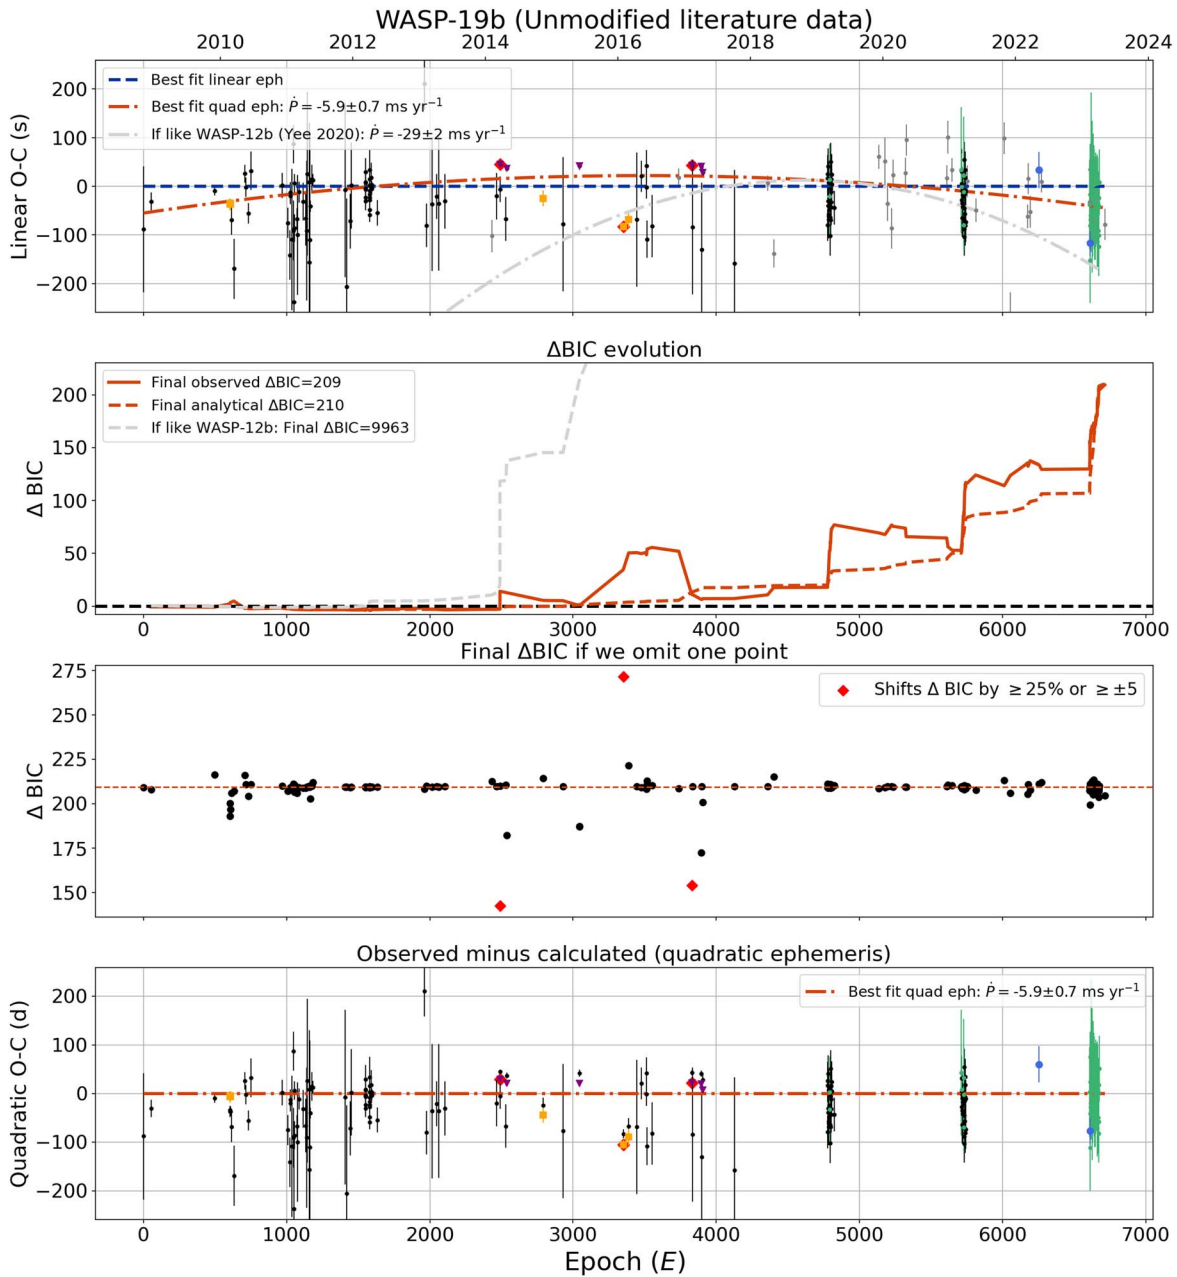 WASP-19b (Unmodified literature data)
2010 2012 2014 2016 2018 2020 2022 2024
Linear O-C (s)
200
100
0
−100
−200
Best fit linear eph
Best fit quad eph: Ṗ = -5.9±0.7 ms yr⁻¹
If like WASP-12b (Yee 2020): Ṗ = -29±2 ms yr⁻¹
ΔBIC evolution
Δ BIC
200
150
100
50
0
Final observed ΔBIC=209
Final analytical ΔBIC=210
If like WASP-12b: Final ΔBIC=9963
0 1000 2000 3000 4000 5000 6000 7000
Final ΔBIC if we omit one point
Δ BIC
275
250
225
200
175
150
Shifts Δ BIC by ≥25% or ≥±5
Observed minus calculated (quadratic ephemeris)
Quadratic O-C (d)
200
100
0
−100
−200
Best fit quad eph: Ṗ = -5.9±0.7 ms yr⁻¹
0 1000 2000 3000 4000 5000 6000 7000
Epoch (E)